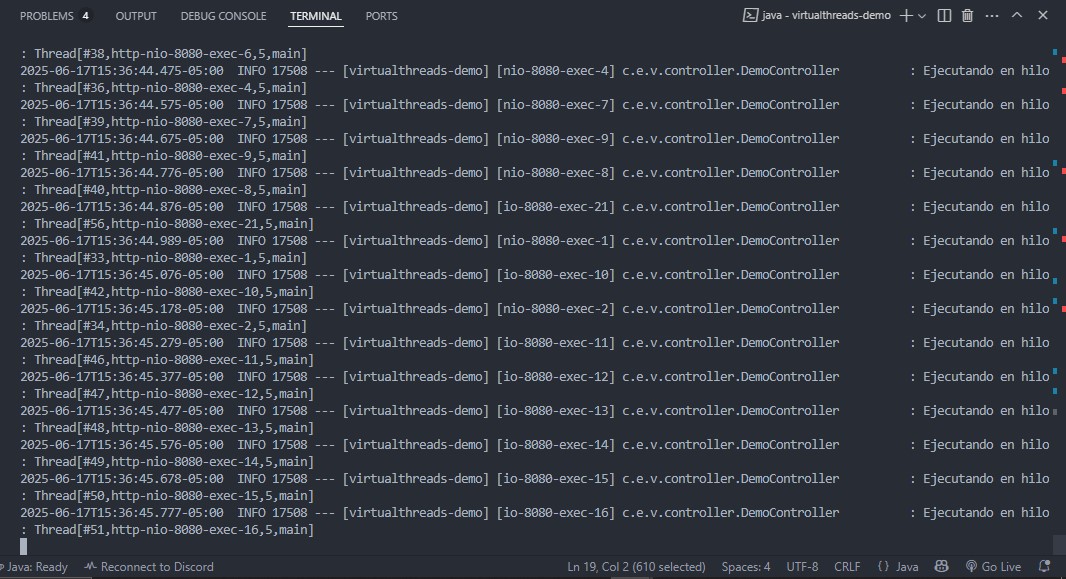 PROBLEMS 4 OUTPUT DEBUG CONSOLE TERMINAL PORTS java - virtualthreads-demo
: Thread[#38,http-nio-8080-exec-6,5,main]
2025-06-17T15:36:44.475-05:00  INFO 17508 --- [virtualthreads-demo] [nio-8080-exec-4] c.e.v.controller.DemoController          : Ejecutando en hilo
: Thread[#36,http-nio-8080-exec-4,5,main]
2025-06-17T15:36:44.575-05:00  INFO 17508 --- [virtualthreads-demo] [nio-8080-exec-7] c.e.v.controller.DemoController          : Ejecutando en hilo
: Thread[#39,http-nio-8080-exec-7,5,main]
2025-06-17T15:36:44.675-05:00  INFO 17508 --- [virtualthreads-demo] [nio-8080-exec-9] c.e.v.controller.DemoController          : Ejecutando en hilo
: Thread[#41,http-nio-8080-exec-9,5,main]
2025-06-17T15:36:44.776-05:00  INFO 17508 --- [virtualthreads-demo] [nio-8080-exec-8] c.e.v.controller.DemoController          : Ejecutando en hilo
: Thread[#40,http-nio-8080-exec-8,5,main]
2025-06-17T15:36:44.876-05:00  INFO 17508 --- [virtualthreads-demo] [io-8080-exec-21] c.e.v.controller.DemoController          : Ejecutando en hilo
: Thread[#56,http-nio-8080-exec-21,5,main]
2025-06-17T15:36:44.989-05:00  INFO 17508 --- [virtualthreads-demo] [nio-8080-exec-1] c.e.v.controller.DemoController          : Ejecutando en hilo
: Thread[#33,http-nio-8080-exec-1,5,main]
2025-06-17T15:36:45.076-05:00  INFO 17508 --- [virtualthreads-demo] [io-8080-exec-10] c.e.v.controller.DemoController          : Ejecutando en hilo
: Thread[#42,http-nio-8080-exec-10,5,main]
2025-06-17T15:36:45.178-05:00  INFO 17508 --- [virtualthreads-demo] [nio-8080-exec-2] c.e.v.controller.DemoController          : Ejecutando en hilo
: Thread[#34,http-nio-8080-exec-2,5,main]
2025-06-17T15:36:45.279-05:00  INFO 17508 --- [virtualthreads-demo] [io-8080-exec-11] c.e.v.controller.DemoController          : Ejecutando en hilo
: Thread[#46,http-nio-8080-exec-11,5,main]
2025-06-17T15:36:45.377-05:00  INFO 17508 --- [virtualthreads-demo] [io-8080-exec-12] c.e.v.controller.DemoController          : Ejecutando en hilo
: Thread[#47,http-nio-8080-exec-12,5,main]
2025-06-17T15:36:45.477-05:00  INFO 17508 --- [virtualthreads-demo] [io-8080-exec-13] c.e.v.controller.DemoController          : Ejecutando en hilo
: Thread[#48,http-nio-8080-exec-13,5,main]
2025-06-17T15:36:45.576-05:00  INFO 17508 --- [virtualthreads-demo] [io-8080-exec-14] c.e.v.controller.DemoController          : Ejecutando en hilo
: Thread[#49,http-nio-8080-exec-14,5,main]
2025-06-17T15:36:45.678-05:00  INFO 17508 --- [virtualthreads-demo] [io-8080-exec-15] c.e.v.controller.DemoController          : Ejecutando en hilo
: Thread[#50,http-nio-8080-exec-15,5,main]
2025-06-17T15:36:45.777-05:00  INFO 17508 --- [virtualthreads-demo] [io-8080-exec-16] c.e.v.controller.DemoController          : Ejecutando en hilo
: Thread[#51,http-nio-8080-exec-16,5,main]
Java: Ready Reconnect to Discord Ln 19, Col 2 (610 selected) Spaces: 4 UTF-8 CRLF {} Java Go Live